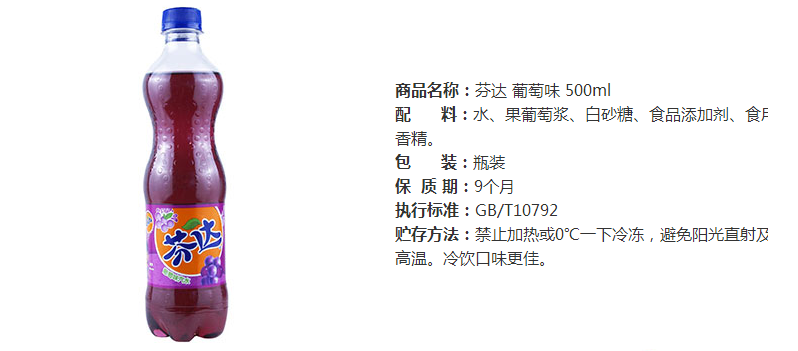 芬达
商品名称：芬达 葡萄味 500ml
配 料：水、果葡萄浆、白砂糖、食品添加剂、食用
香精。
包 装：瓶装
保 质 期：9个月
执行标准：GB/T10792
贮存方法：禁止加热或0℃一下冷冻，避免阳光直射及
高温。冷饮口味更佳。